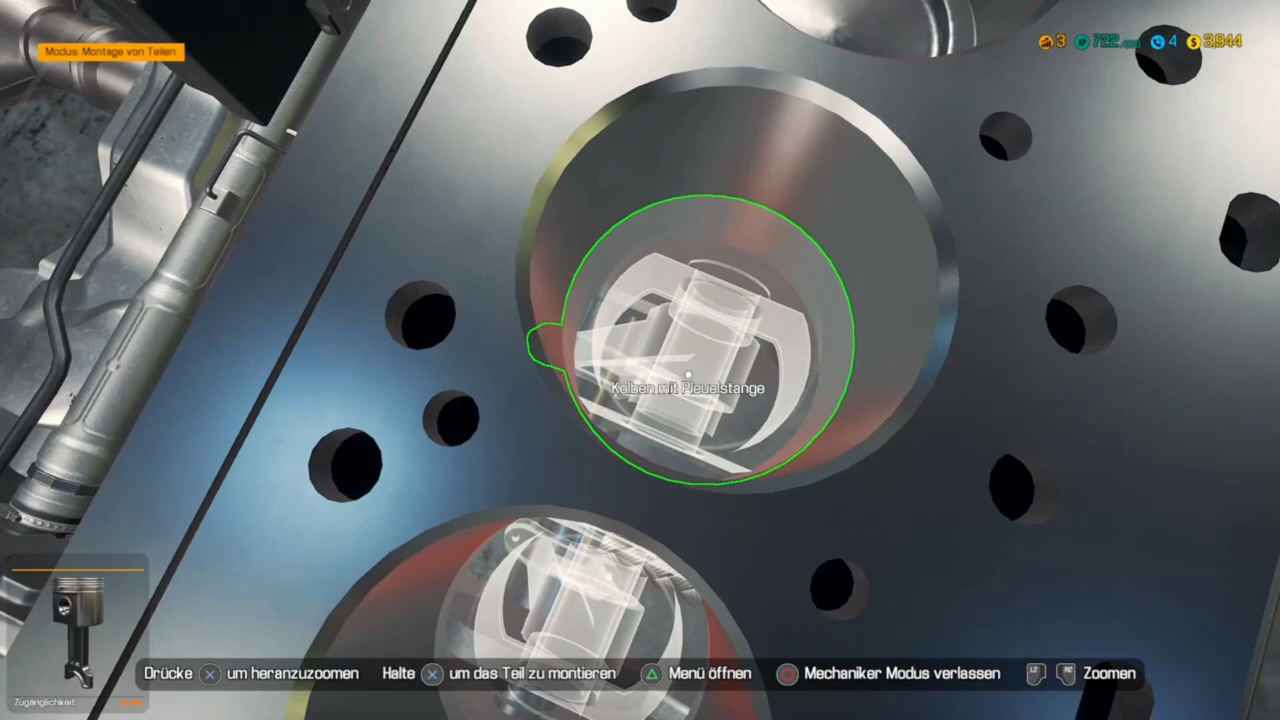 Modus: Montage von Teilen
3 722 4 3,944
Kolben mit Pleuelstange
Drücke um heranzuzoomen Halte um das Teil zu montieren Menü öffnen Mechaniker Modus verlassen Zoomen
Zugänglichkeit